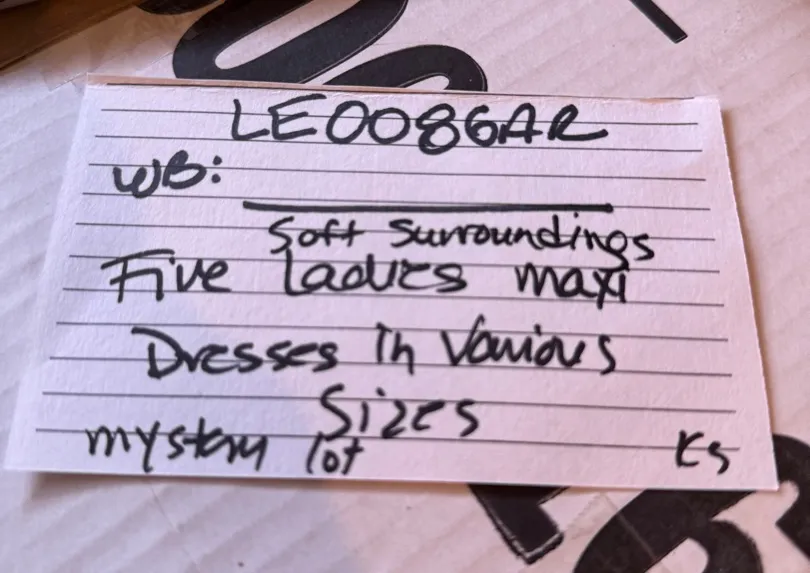 LE0086AR
WB:
Soft Surroundings
Five Ladies maxi
Dresses in Various
Sizes
mystery lot KS